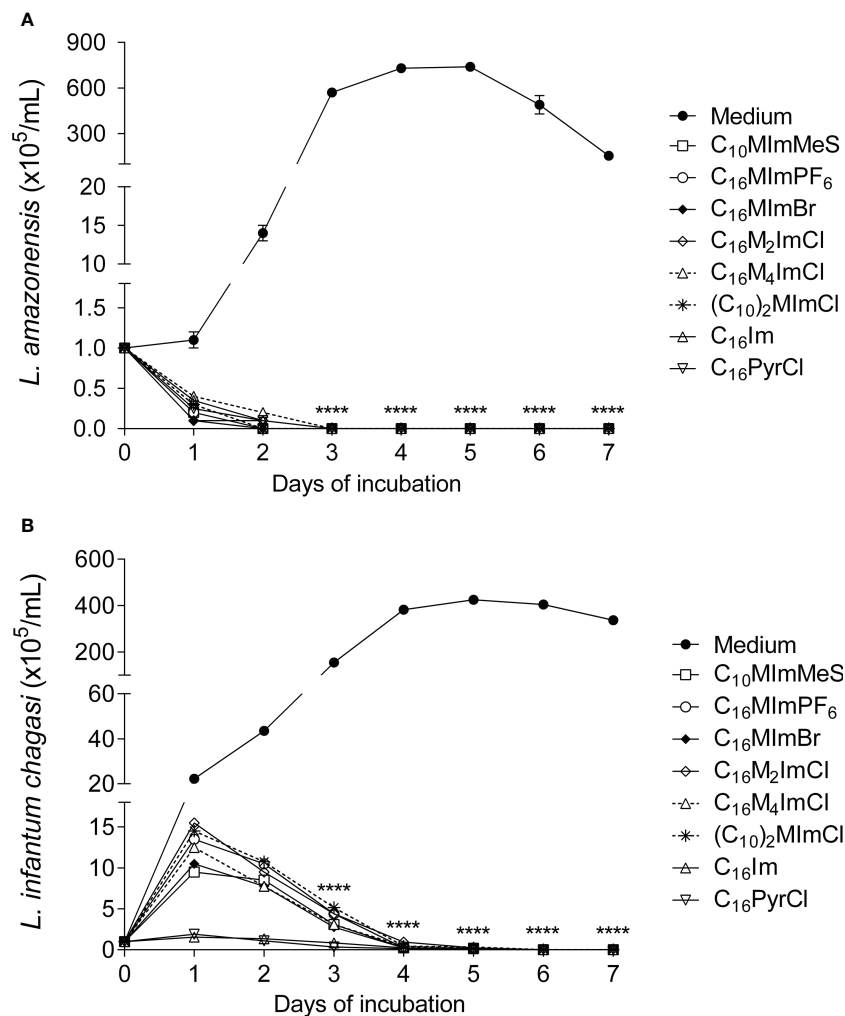 A
L. amazonensis (x10⁵/mL)
900
600
300
20
15
10
1.5
1.0
0.5
0.0
**** **** **** **** ****
0 1 2 3 4 5 6 7
Days of incubation
Medium
C₁₀MImMeS
C₁₆MImPF₆
C₁₆MImBr
C₁₆M₂ImCl
C₁₆M₄ImCl
(C₁₀)₂MImCl
C₁₆Im
C₁₆PyrCl
B
L. infantum chagasi (x10⁵/mL)
600
400
200
60
40
20
15
10
5
0
**** **** **** **** ****
0 1 2 3 4 5 6 7
Days of incubation
Medium
C₁₀MImMeS
C₁₆MImPF₆
C₁₆MImBr
C₁₆M₂ImCl
C₁₆M₄ImCl
(C₁₀)₂MImCl
C₁₆Im
C₁₆PyrCl